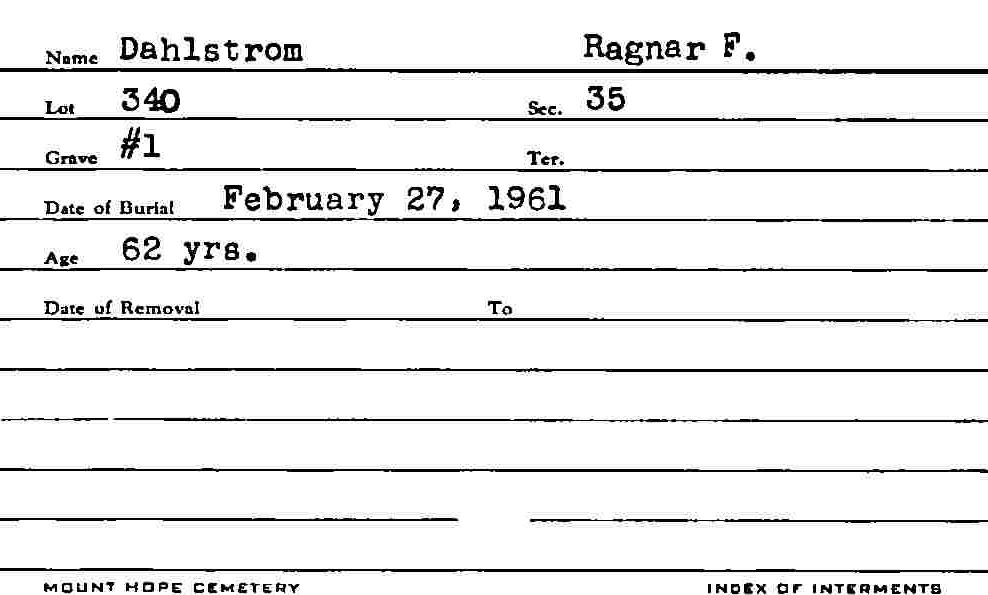 Name Dahlstrom Ragnar F.
Lot 340 Sec. 35
Grave #1 Ter.
Date of Burial February 27, 1961
Age 62 yrs.
Date of Removal To
MOUNT HOPE CEMETERY INDEX OF INTERMENTS